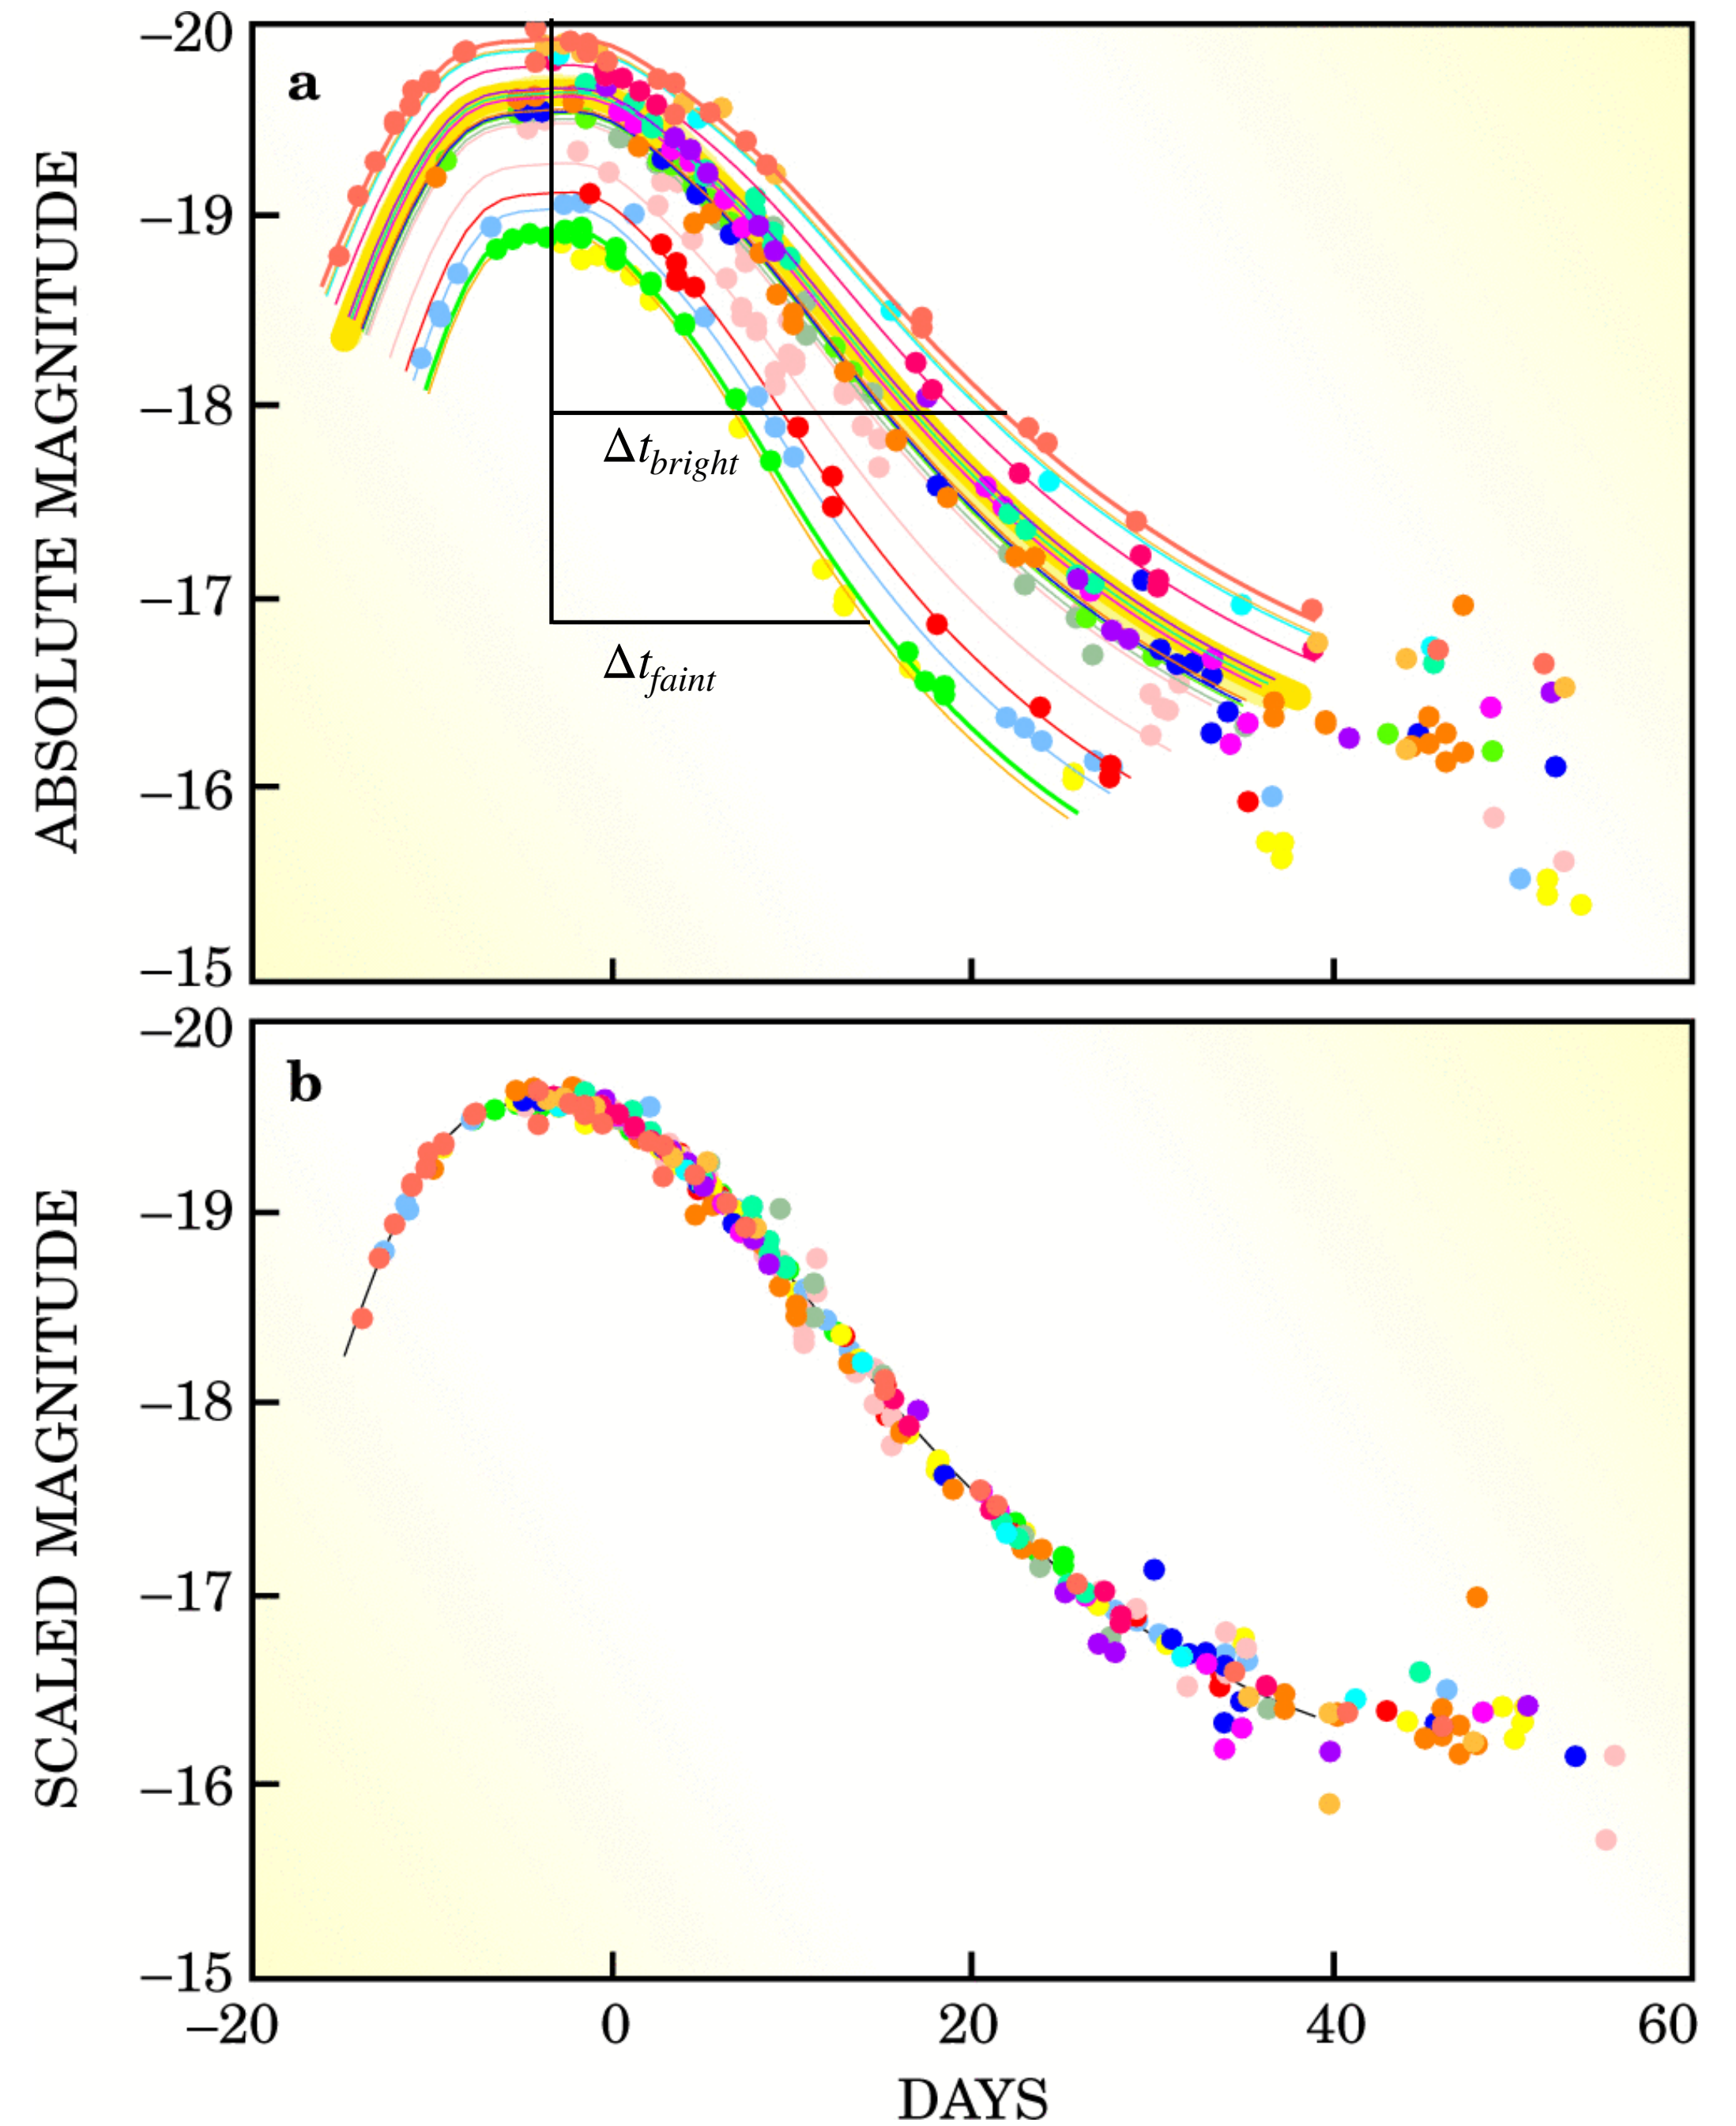 a
ABSOLUTE MAGNITUDE
–20
–19
–18
–17
–16
–15
Δt_bright
Δt_faint
b
SCALED MAGNITUDE
–20
–19
–18
–17
–16
–15
–20 0 20 40 60
DAYS